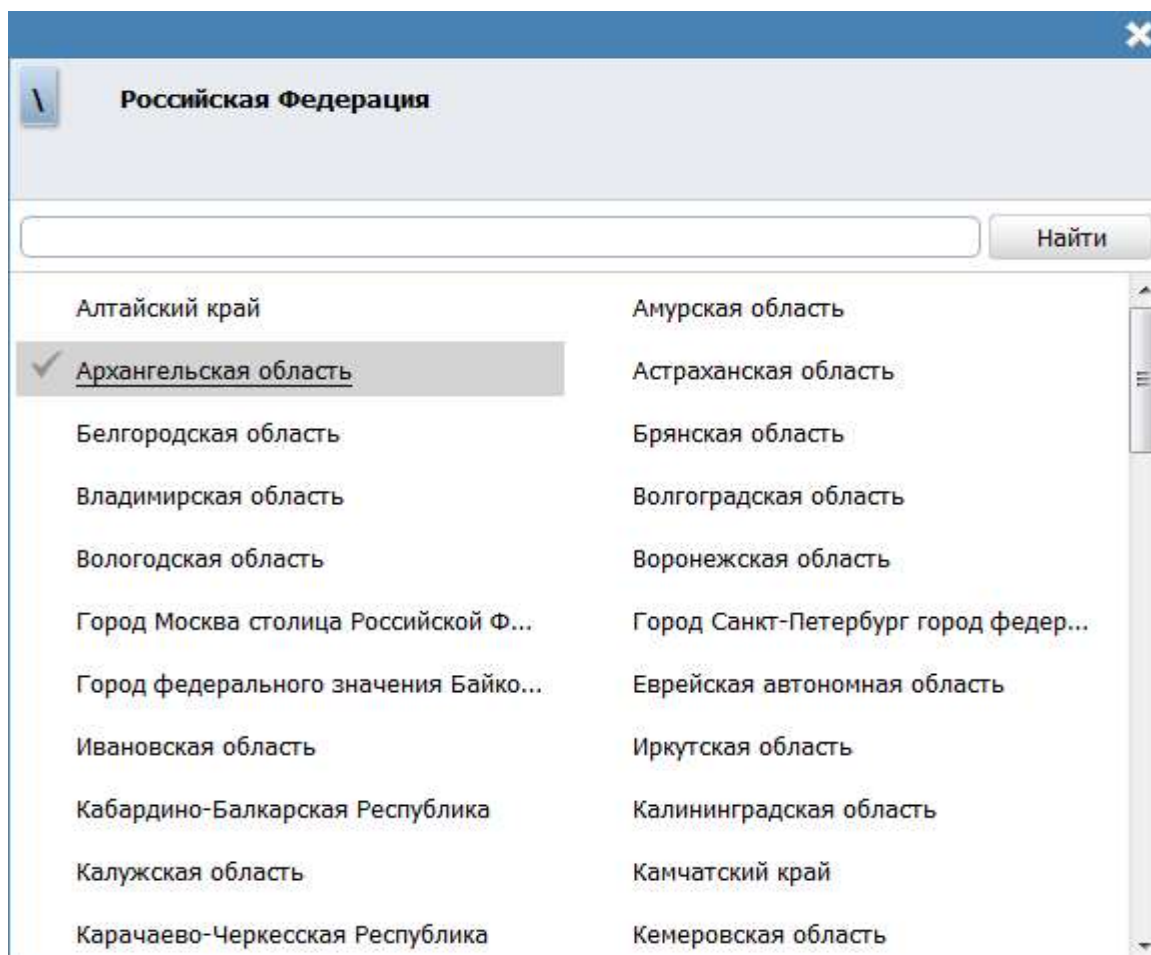 \ Российская Федерация
Найти
Алтайский край Амурская область
Архангельская область Астраханская область
Белгородская область Брянская область
Владимирская область Волгоградская область
Вологодская область Воронежская область
Город Москва столица Российской Ф... Город Санкт-Петербург город федер...
Город федерального значения Байко... Еврейская автономная область
Ивановская область Иркутская область
Кабардино-Балкарская Республика Калининградская область
Калужская область Камчатский край
Карачаево-Черкесская Республика Кемеровская область